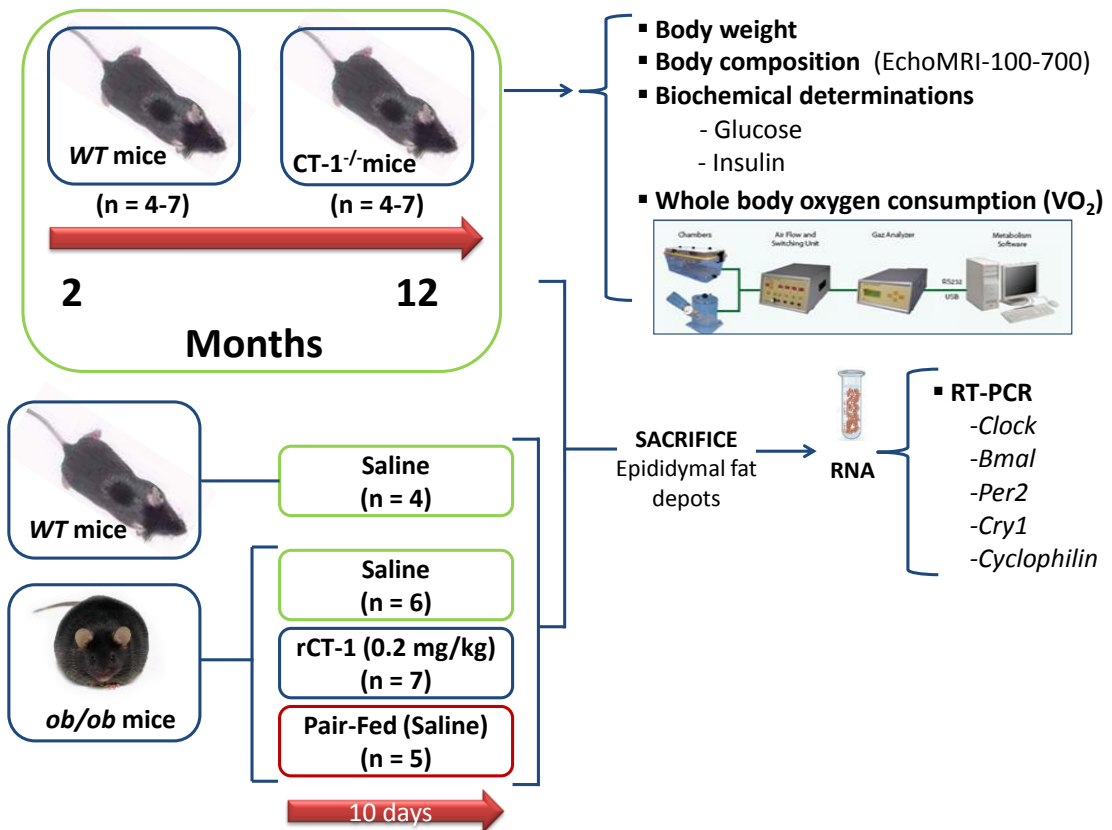 WT mice
CT-1-/-mice
(n = 4-7)
(n = 4-7)
2
12
Months
▪ Body weight
▪ Body composition (EchoMRI-100-700)
▪ Biochemical determinations
- Glucose
- Insulin
▪ Whole body oxygen consumption (VO2)
Chambers
Air Flow and
Switching Unit
Gaz Analyzer
Metabolism
Software
RS232
USB
WT mice
ob/ob mice
Saline
(n = 4)
Saline
(n = 6)
rCT-1 (0.2 mg/kg)
(n = 7)
Pair-Fed (Saline)
(n = 5)
10 days
SACRIFICE
Epididymal fat
depots
RNA
▪ RT-PCR
-Clock
-Bmal
-Per2
-Cry1
-Cyclophilin